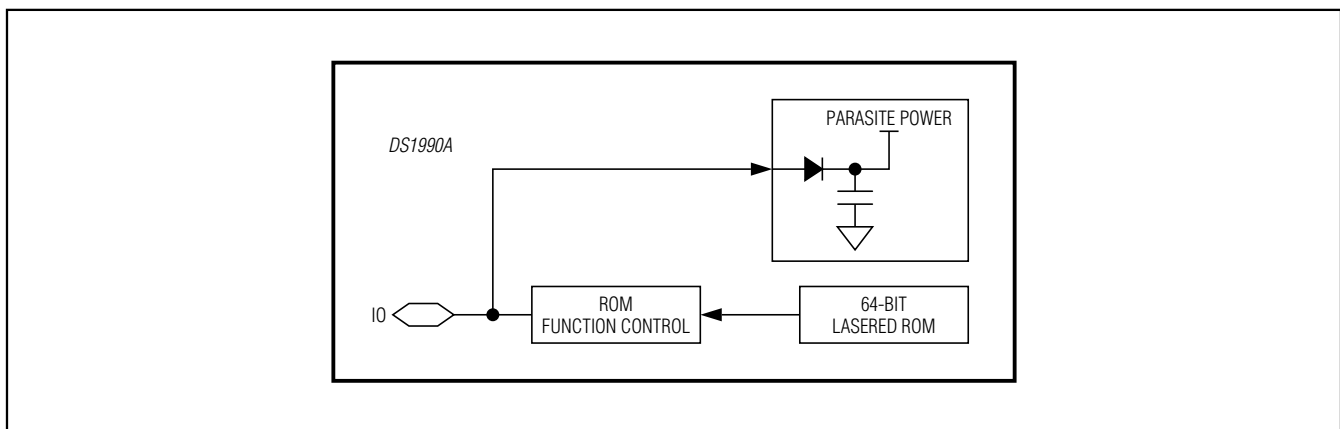 PARASITE POWER
DS1990A
IO
ROM
FUNCTION CONTROL
64-BIT
LASERED ROM